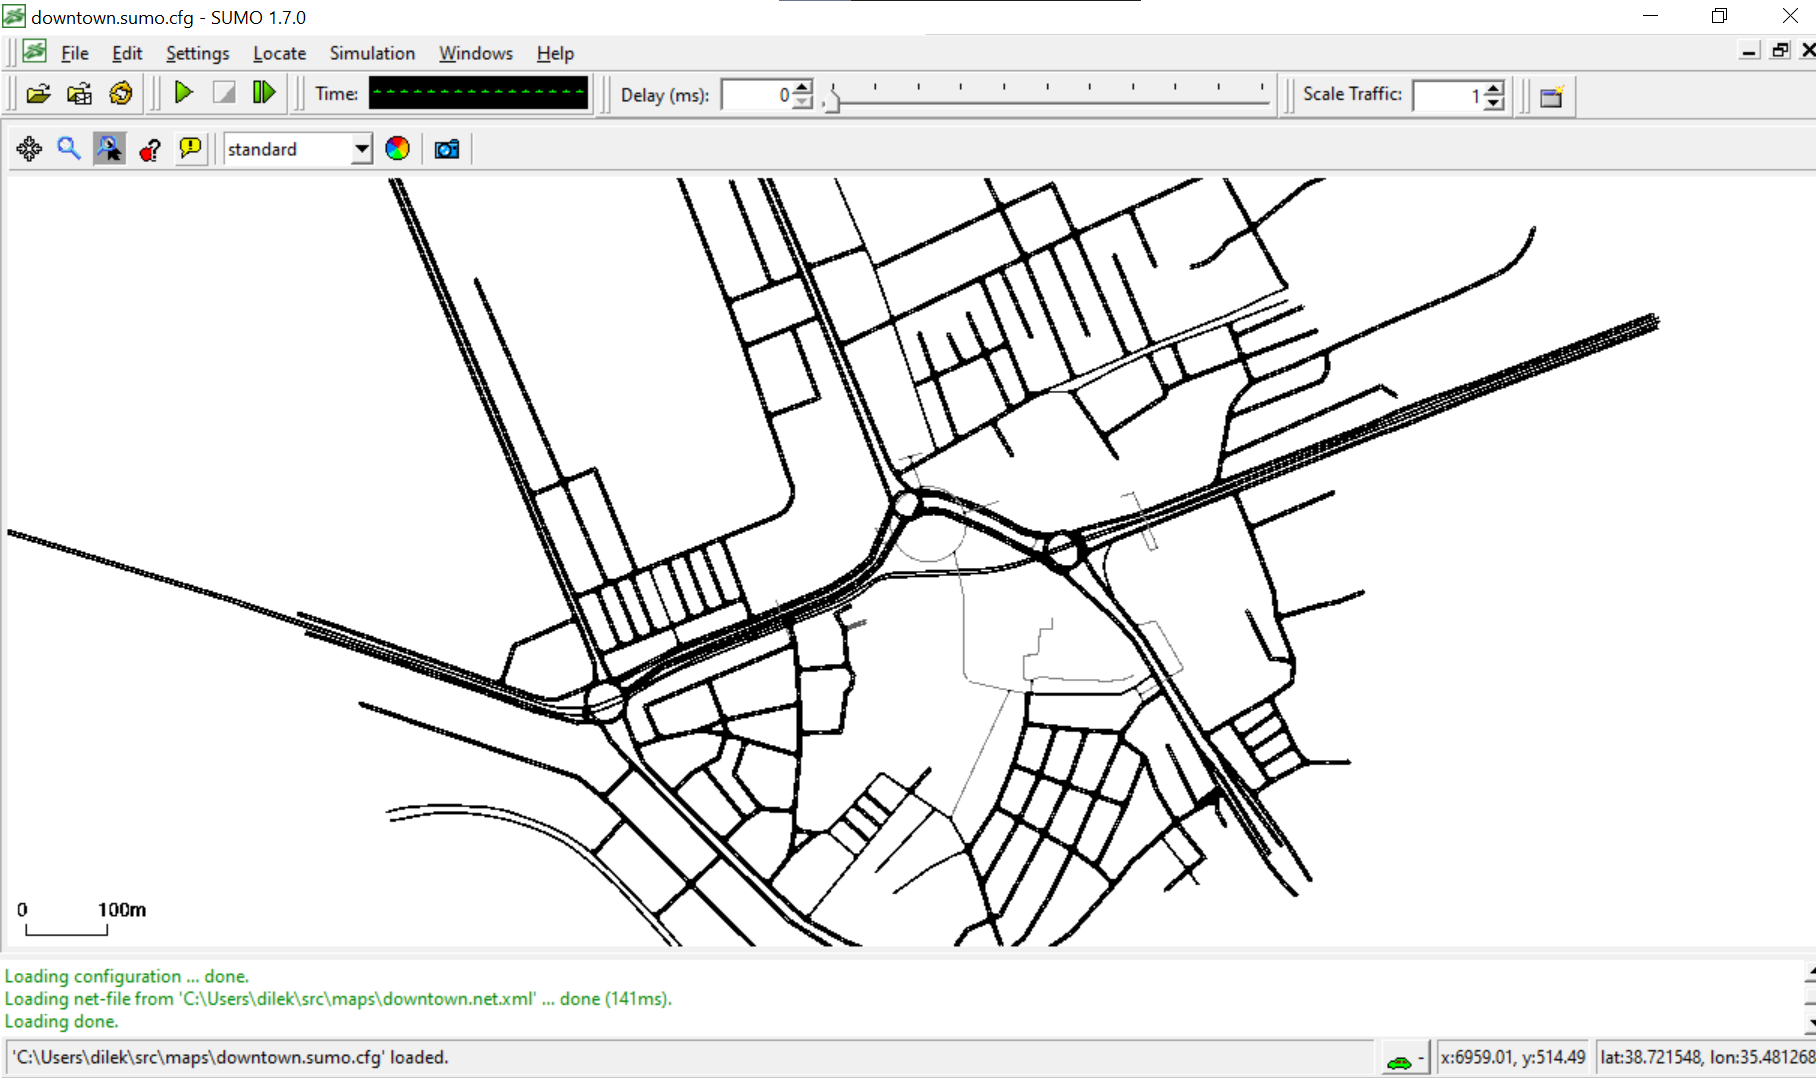 downtown.sumo.cfg - SUMO 1.7.0
File Edit Settings Locate Simulation Windows Help
Time: Delay (ms): 0 Scale Traffic: 1
standard
0 100m
Loading configuration ... done.
Loading net-file from 'C:\Users\dilek\src\maps\downtown.net.xml' ... done (141ms).
Loading done.
'C:\Users\dilek\src\maps\downtown.sumo.cfg' loaded. - x:6959.01, y:514.49 lat:38.721548, lon:35.481268